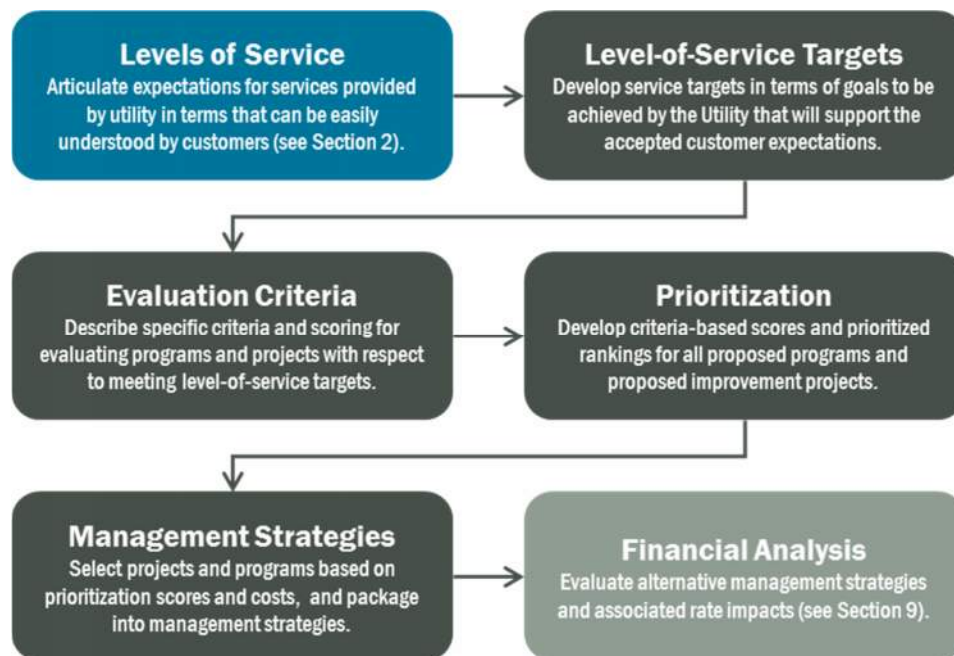 Levels of Service
Articulate expectations for services provided
by utility in terms that can be easily
understood by customers (see Section 2).
Level-of-Service Targets
Develop service targets in terms of goals to be
achieved by the Utility that will support the
accepted customer expectations.
Evaluation Criteria
Describe specific criteria and scoring for
evaluating programs and projects with respect
to meeting level-of-service targets.
Prioritization
Develop criteria-based scores and prioritized
rankings for all proposed programs and
proposed improvement projects.
Management Strategies
Select projects and programs based on
prioritization scores and costs, and package
into management strategies.
Financial Analysis
Evaluate alternative management strategies
and associated rate impacts (see Section 9).